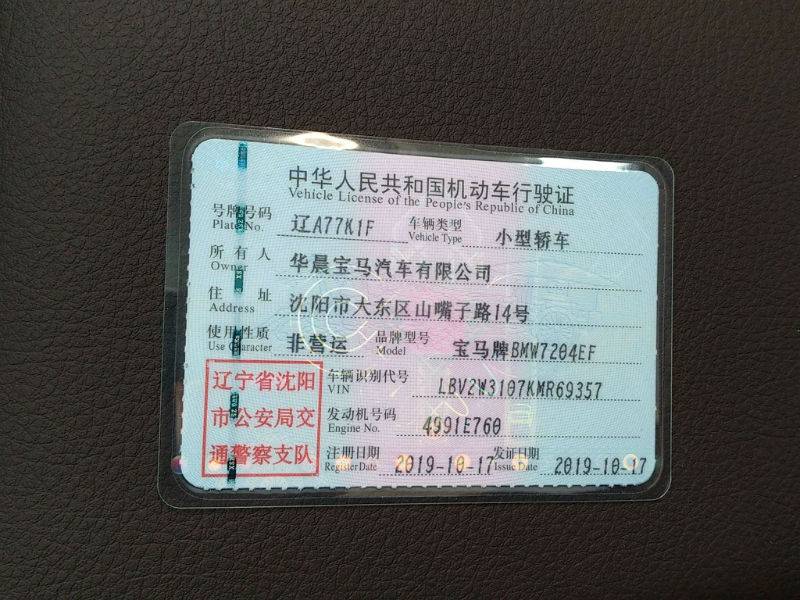 中华人民共和国机动车行驶证
Vehicle License of the People's Republic of China
号牌号码 辽A77K1F 车辆类型 小型轿车
Plate No. Vehicle Type
所有人 华晨宝马汽车有限公司
Owner
住址 沈阳市大东区山嘴子路14号
Address
使用性质 非营运 品牌型号 宝马牌BMW7204EF
Use Character Model
辽宁省沈阳
市公安局交
通警察支队
车辆识别代号 LBV2W3107KMR69357
VIN
发动机号码 4991E760
Engine No.
注册日期 2019-10-17 发证日期 2019-10-17
Register Date Issue Date